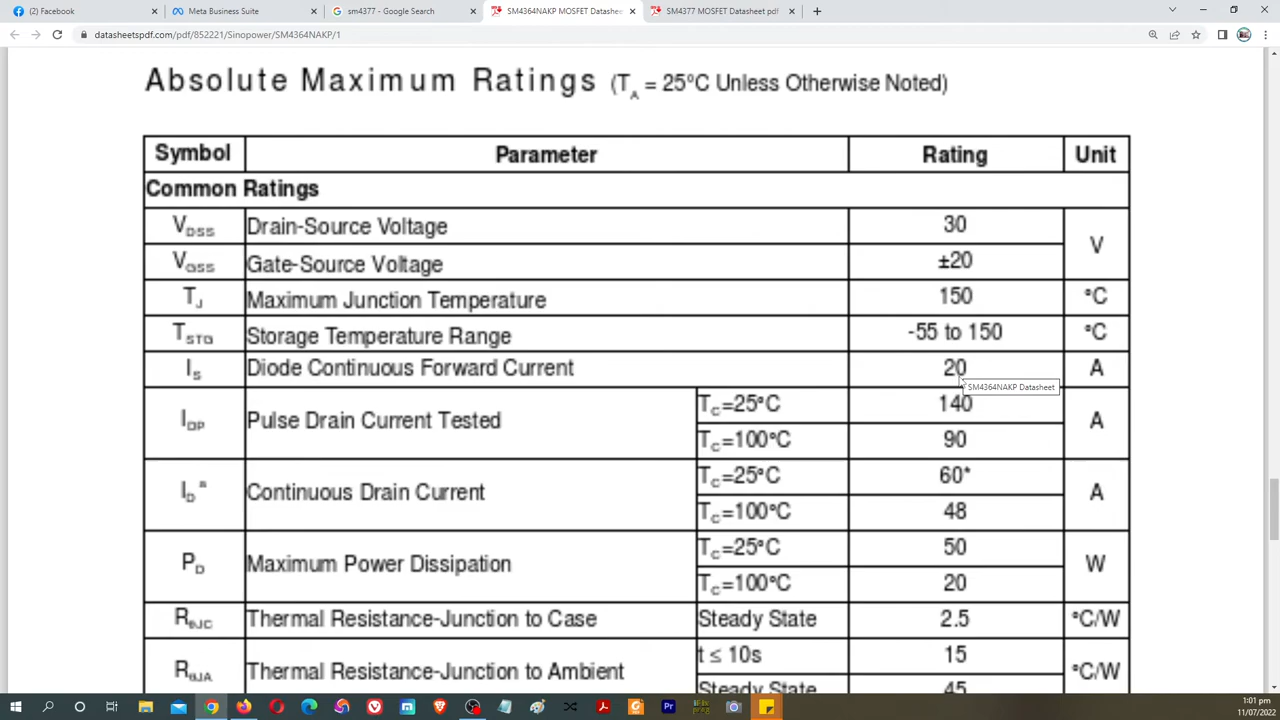 (2) Facebook
Meta Business Suite
sm4377 - Google Search
SM4364NAKP MOSFET Datashee
SM4377 MOSFET Datasheet pdf
datasheetspdf.com/pdf/852221/Sinopower/SM4364NAKP/1
Absolute Maximum Ratings (TA = 25°C Unless Otherwise Noted)
Symbol Parameter Rating Unit
Common Ratings
VDSS Drain-Source Voltage 30 V
VGSS Gate-Source Voltage ±20
TJ Maximum Junction Temperature 150 °C
TSTG Storage Temperature Range -55 to 150 °C
IS Diode Continuous Forward Current 20 A
SM4364NAKP Datasheet
IDP Pulse Drain Current Tested TC=25°C 140 A
TC=100°C 90
ID a Continuous Drain Current TC=25°C 60* A
TC=100°C 48
PD Maximum Power Dissipation TC=25°C 50 W
TC=100°C 20
RθJC Thermal Resistance-Junction to Case Steady State 2.5 °C/W
RθJA Thermal Resistance-Junction to Ambient t ≤ 10s 15 °C/W
Steady State 45
1:01 pm
11/07/2022